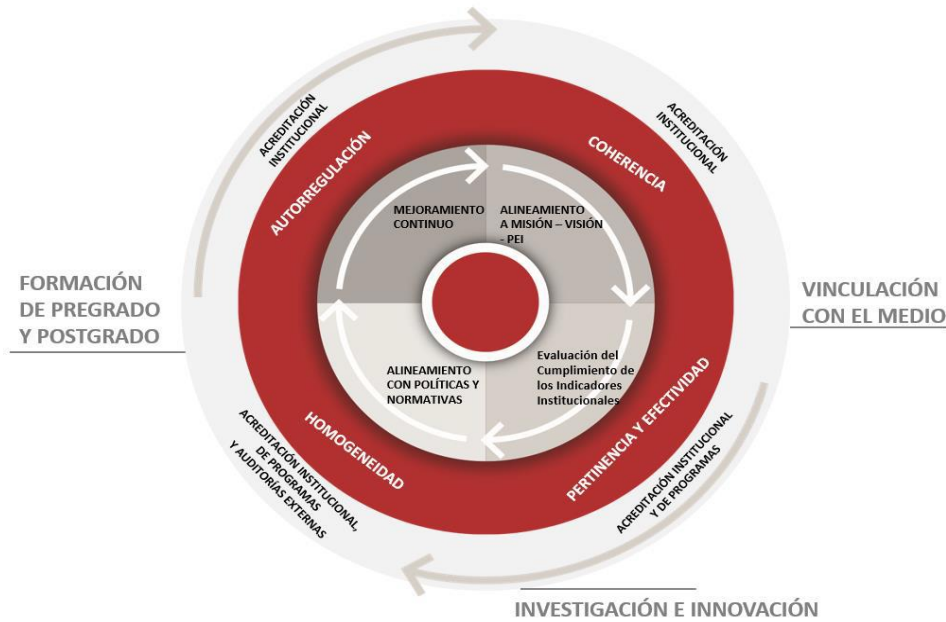 ACREDITACIÓN
INSTITUCIONAL
ACREDITACIÓN
INSTITUCIONAL
AUTORREGULACIÓN
COHERENCIA
MEJORAMIENTO
CONTINUO
ALINEAMIENTO
A MISIÓN – VISIÓN
- PEI
FORMACIÓN
DE PREGRADO
Y POSTGRADO
VINCULACIÓN
CON EL MEDIO
ALINEAMIENTO
CON POLÍTICAS Y
NORMATIVAS
Evaluación del
Cumplimiento de
los Indicadores
Institucionales
HOMOGENEIDAD
PERTINENCIA Y EFECTIVIDAD
ACREDITACIÓN INSTITUCIONAL,
DE PROGRAMAS
Y AUDITORÍAS EXTERNAS
ACREDITACIÓN INSTITUCIONAL
Y DE PROGRAMAS
INVESTIGACIÓN E INNOVACIÓN